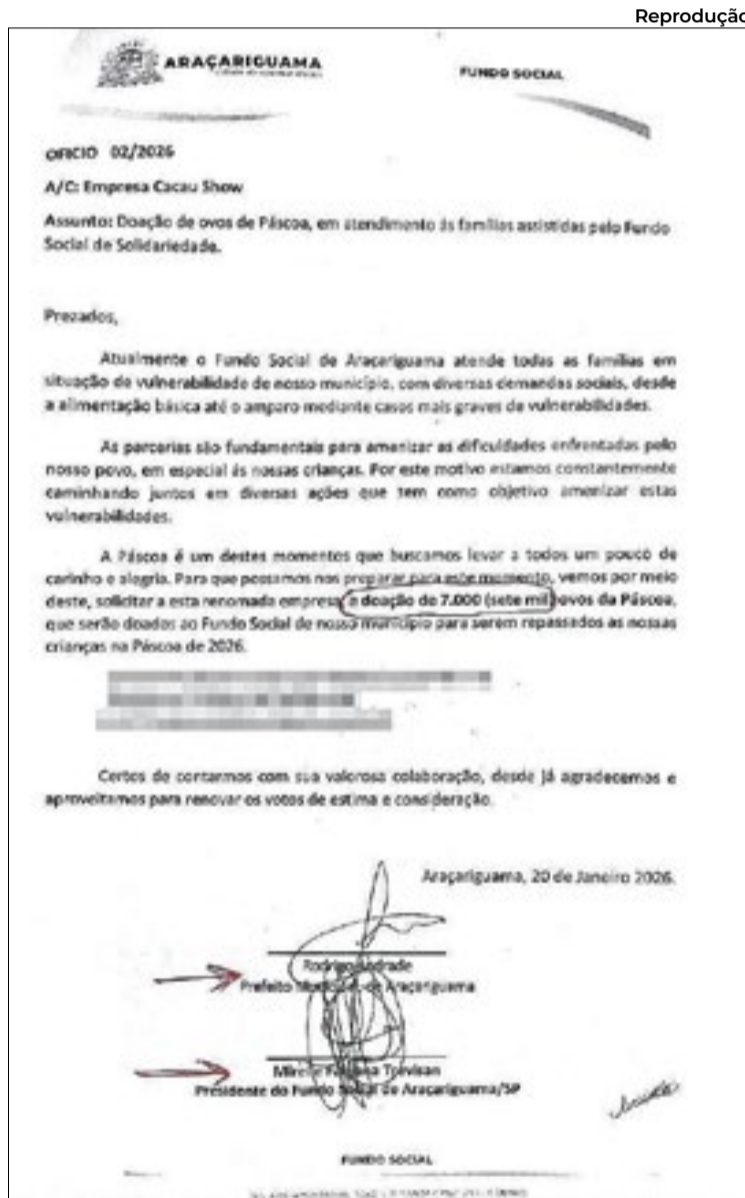 Reprodução
ARAÇARIGUAMA
FUNDO SOCIAL
OFICIO 02/2026
A/C: Empresa Cacau Show
Assunto: Doação de ovos de Páscoa, em atendimento ás famílias assistidas pelo Fundo
Social de Solidariedade.
Prezados,
Atualmente o Fundo Social de Araçariguama atende todas as famílias em
situação de vulnerabilidade de nosso município, com diversas demandas sociais, desde
a alimentação básica até o amparo mediante casos mais graves de vulnerabilidades.
As parcerias são fundamentais para amenizar as dificuldades enfrentadas pelo
nosso povo, em especial ás nossas crianças. Por este motivo estamos constantemente
caminhando juntos em diversas ações que tem como objetivo amenizar estas
vulnerabilidades.
A Páscoa é um destes momentos que buscamos levar a todos um pouco de
carinho e alegria. Para que possamos nos preparar para este momento, vemos por meio
deste, solicitar a esta renomada empresa, a doação de 7.000 (sete mil) ovos da Páscoa,
que serão doados ao Fundo Social de nosso município para serem repassados as nossas
crianças na Páscoa de 2026.
Certos de contarmos com sua valorosa colaboração, desde já agradecemos e
aproveitamos para renovar os votos de estima e consideração.
Araçariguama, 20 de Janeiro 2026.
Rodrigo Andrade
Prefeito Municipal de Araçariguama
Trevisan
Presidente do Fundo Social de Aracariguama/SP
FUNDO SOCIAL